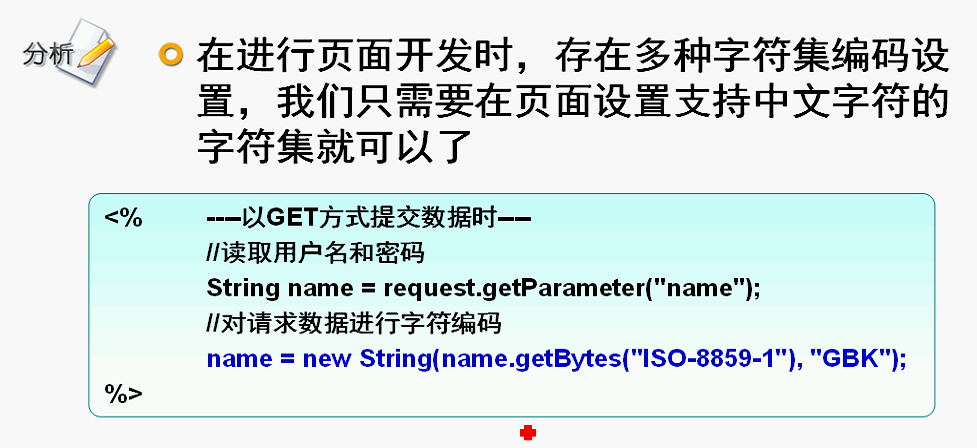 分析
在进行页面开发时，存在多种字符集编码设
置，我们只需要在页面设置支持中文字符的
字符集就可以了
<% ----以GET方式提交数据时----
//读取用户名和密码
String name = request.getParameter("name");
//对请求数据进行字符编码
name = new String(name.getBytes("ISO-8859-1"), "GBK");
%>